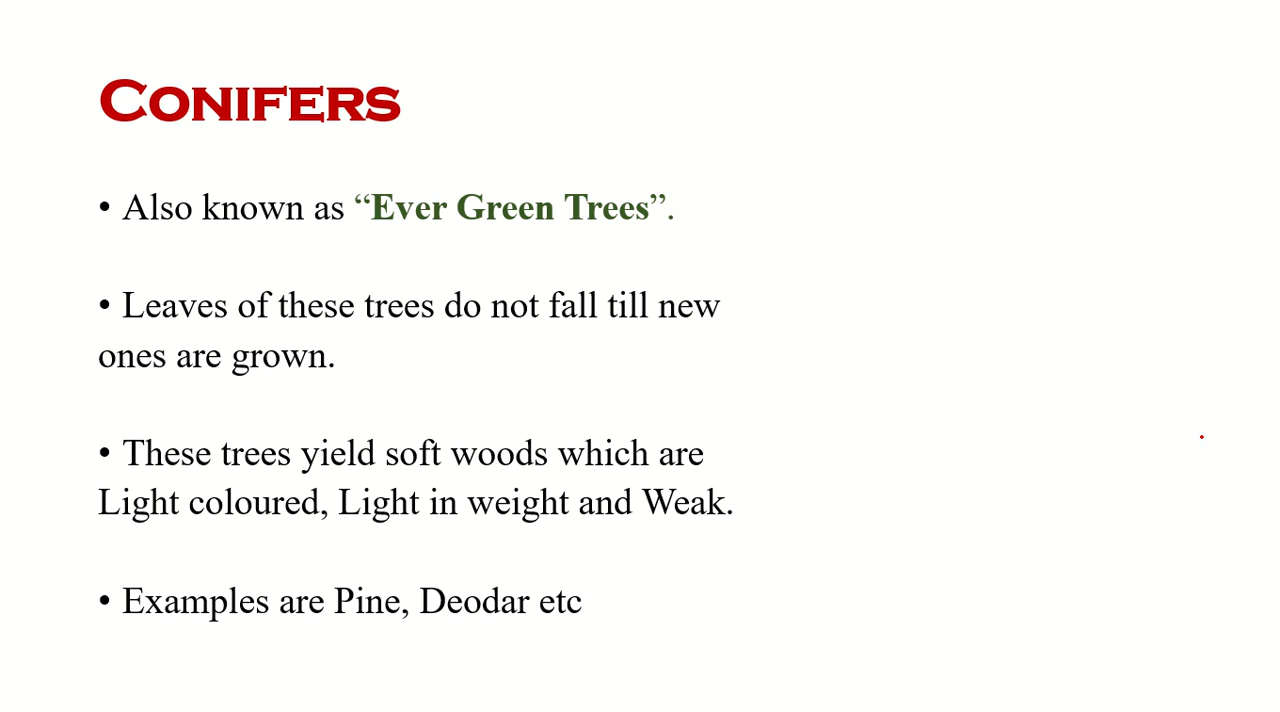 CONIFERS
• Also known as “Ever Green Trees”.
• Leaves of these trees do not fall till new
ones are grown.
• These trees yield soft woods which are
Light coloured, Light in weight and Weak.
• Examples are Pine, Deodar etc